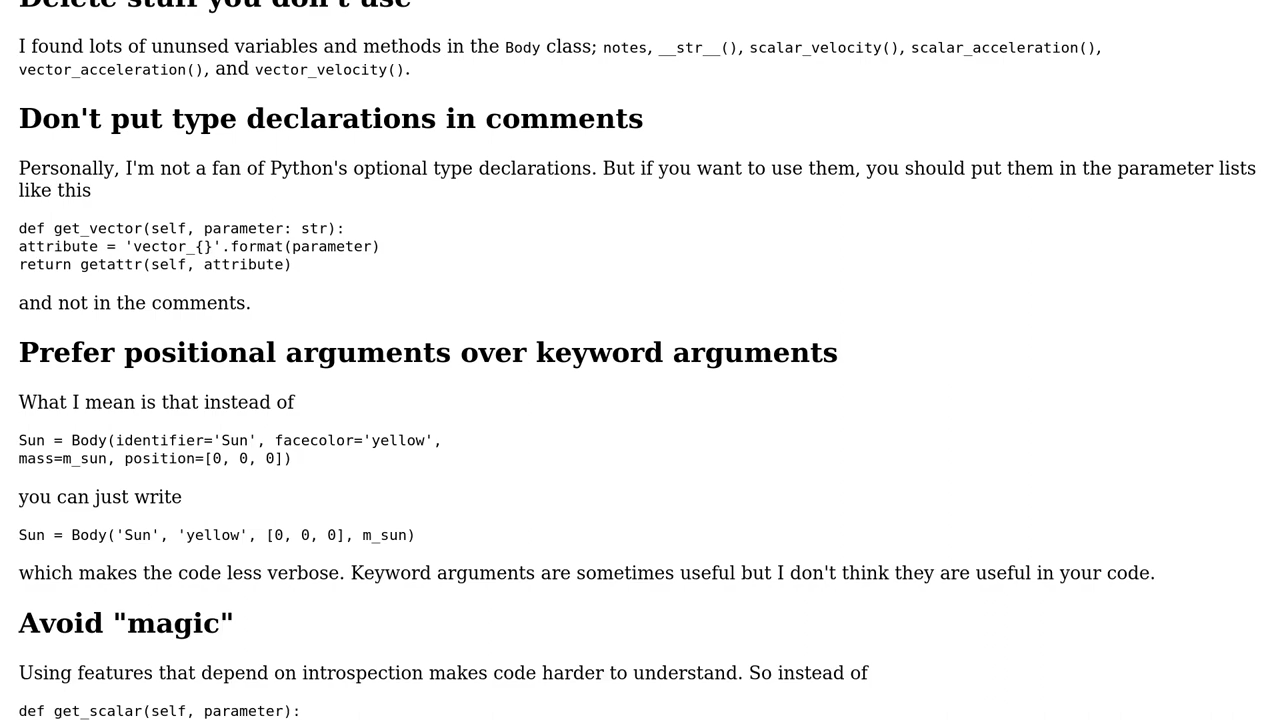 Delete stuff you don't use
I found lots of ununsed variables and methods in the Body class; notes, __str__(), scalar_velocity(), scalar_acceleration(),
vector_acceleration(), and vector_velocity().
Don't put type declarations in comments
Personally, I'm not a fan of Python's optional type declarations. But if you want to use them, you should put them in the parameter lists
like this
def get_vector(self, parameter: str):
attribute = 'vector_{}'.format(parameter)
return getattr(self, attribute)
and not in the comments.
Prefer positional arguments over keyword arguments
What I mean is that instead of
Sun = Body(identifier='Sun', facecolor='yellow',
mass=m_sun, position=[0, 0, 0])
you can just write
Sun = Body('Sun', 'yellow', [0, 0, 0], m_sun)
which makes the code less verbose. Keyword arguments are sometimes useful but I don't think they are useful in your code.
Avoid "magic"
Using features that depend on introspection makes code harder to understand. So instead of
def get_scalar(self, parameter):